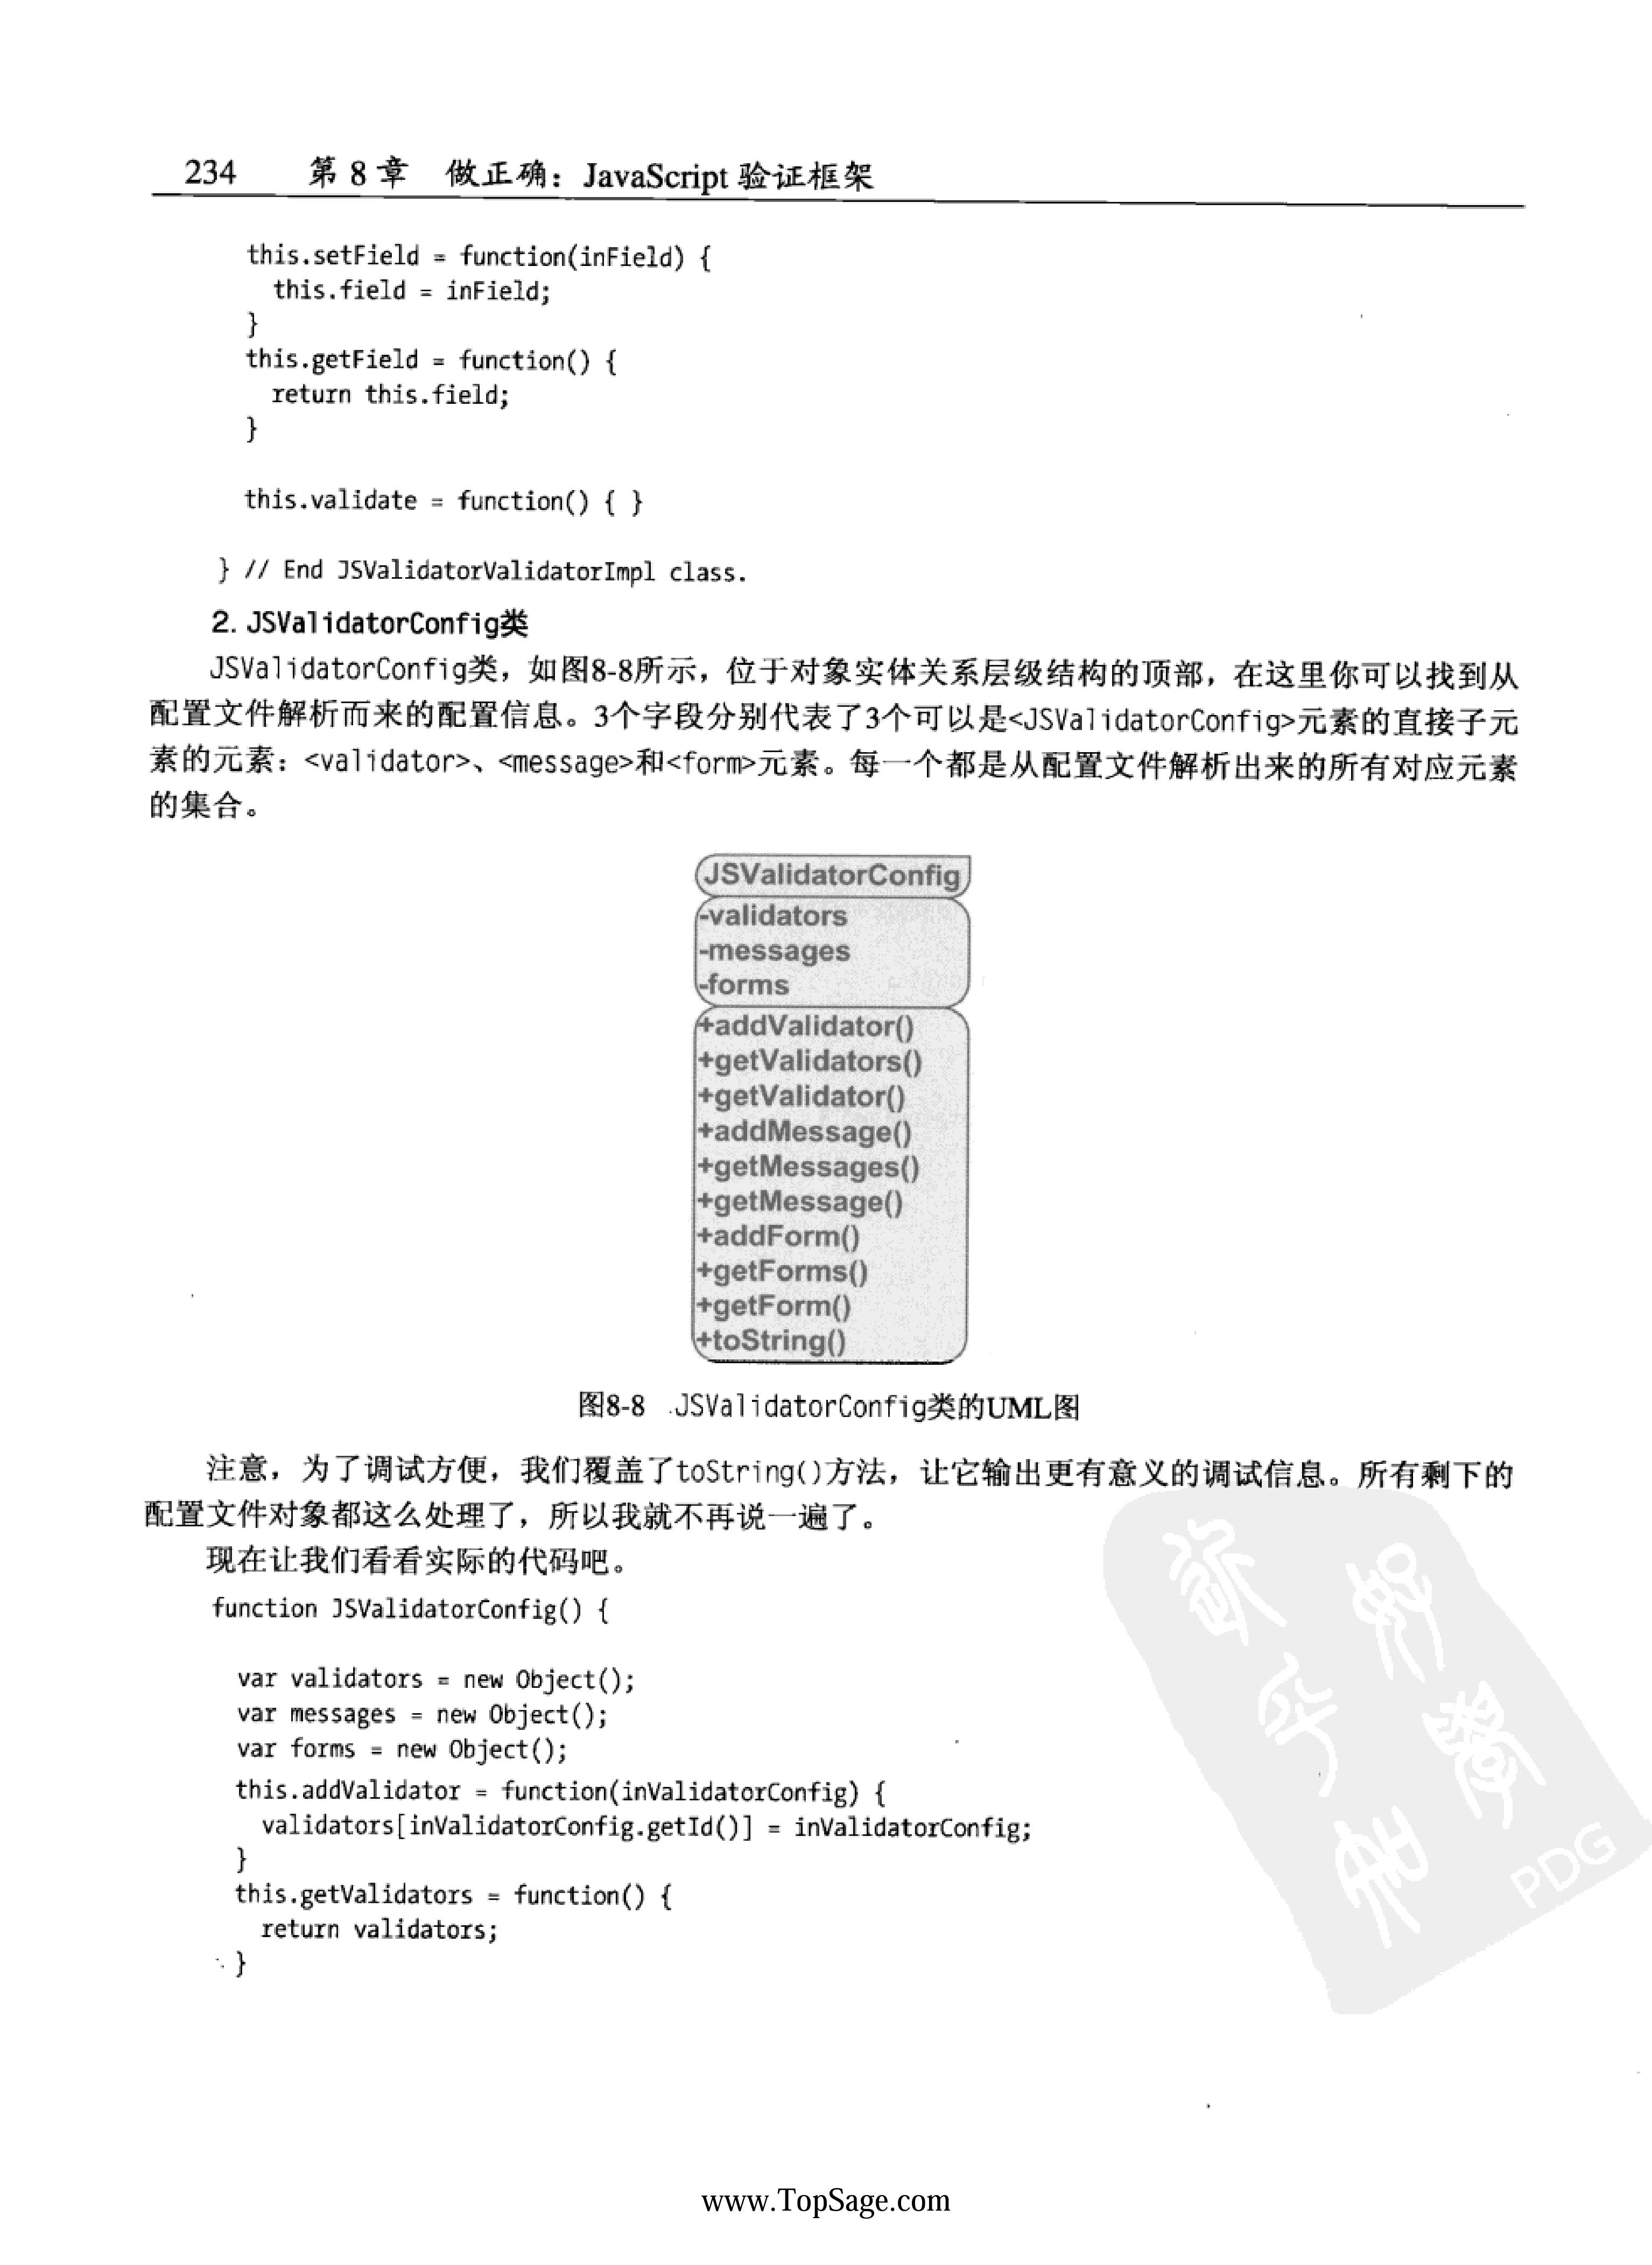 234 第 8 章 做正确：JavaScript 验证框架
this.setField = function(inField) {
this.field = inField;
}
this.getField = function() {
return this.field;
}
this.validate = function() { }
} // End JSValidatorValidatorImpl class.
2. JSValidatorConfig类
JSValidatorConfig类，如图8-8所示，位于对象实体关系层级结构的顶部，在这里你可以找到从
配置文件解析而来的配置信息。3个字段分别代表了3个可以是<JSValidatorConfig>元素的直接子元
素的元素：<validator>、<message>和<form>元素。每一个都是从配置文件解析出来的所有对应元素
的集合。
JSValidatorConfig
-validators
-messages
-forms
+addValidator()
+getValidators()
+getValidator()
+addMessage()
+getMessages()
+getMessage()
+addForm()
+getForms()
+getForm()
+toString()
图8-8 JSValidatorConfig类的UML图
注意，为了调试方便，我们覆盖了toString()方法，让它输出更有意义的调试信息。所有剩下的
配置文件对象都这么处理了，所以我就不再说一遍了。
现在让我们看看实际的代码吧。
function JSValidatorConfig() {
var validators = new Object();
var messages = new Object();
var forms = new Object();
this.addValidator = function(inValidatorConfig) {
validators[inValidatorConfig.getId()] = inValidatorConfig;
}
this.getValidators = function() {
return validators;
}
PDG
www.TopSage.com